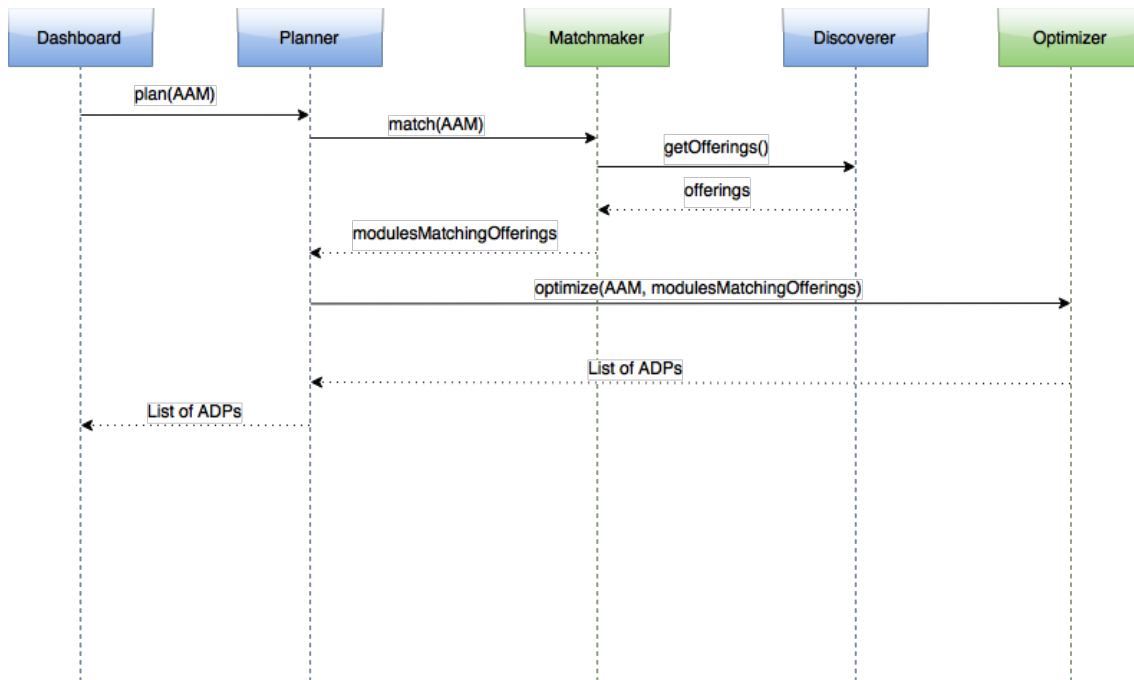 Dashboard
Planner
Matchmaker
Discoverer
Optimizer
plan(AAM)
match(AAM)
getOfferings()
offerings
modulesMatchingOfferings
optimize(AAM, modulesMatchingOfferings)
List of ADPs
List of ADPs